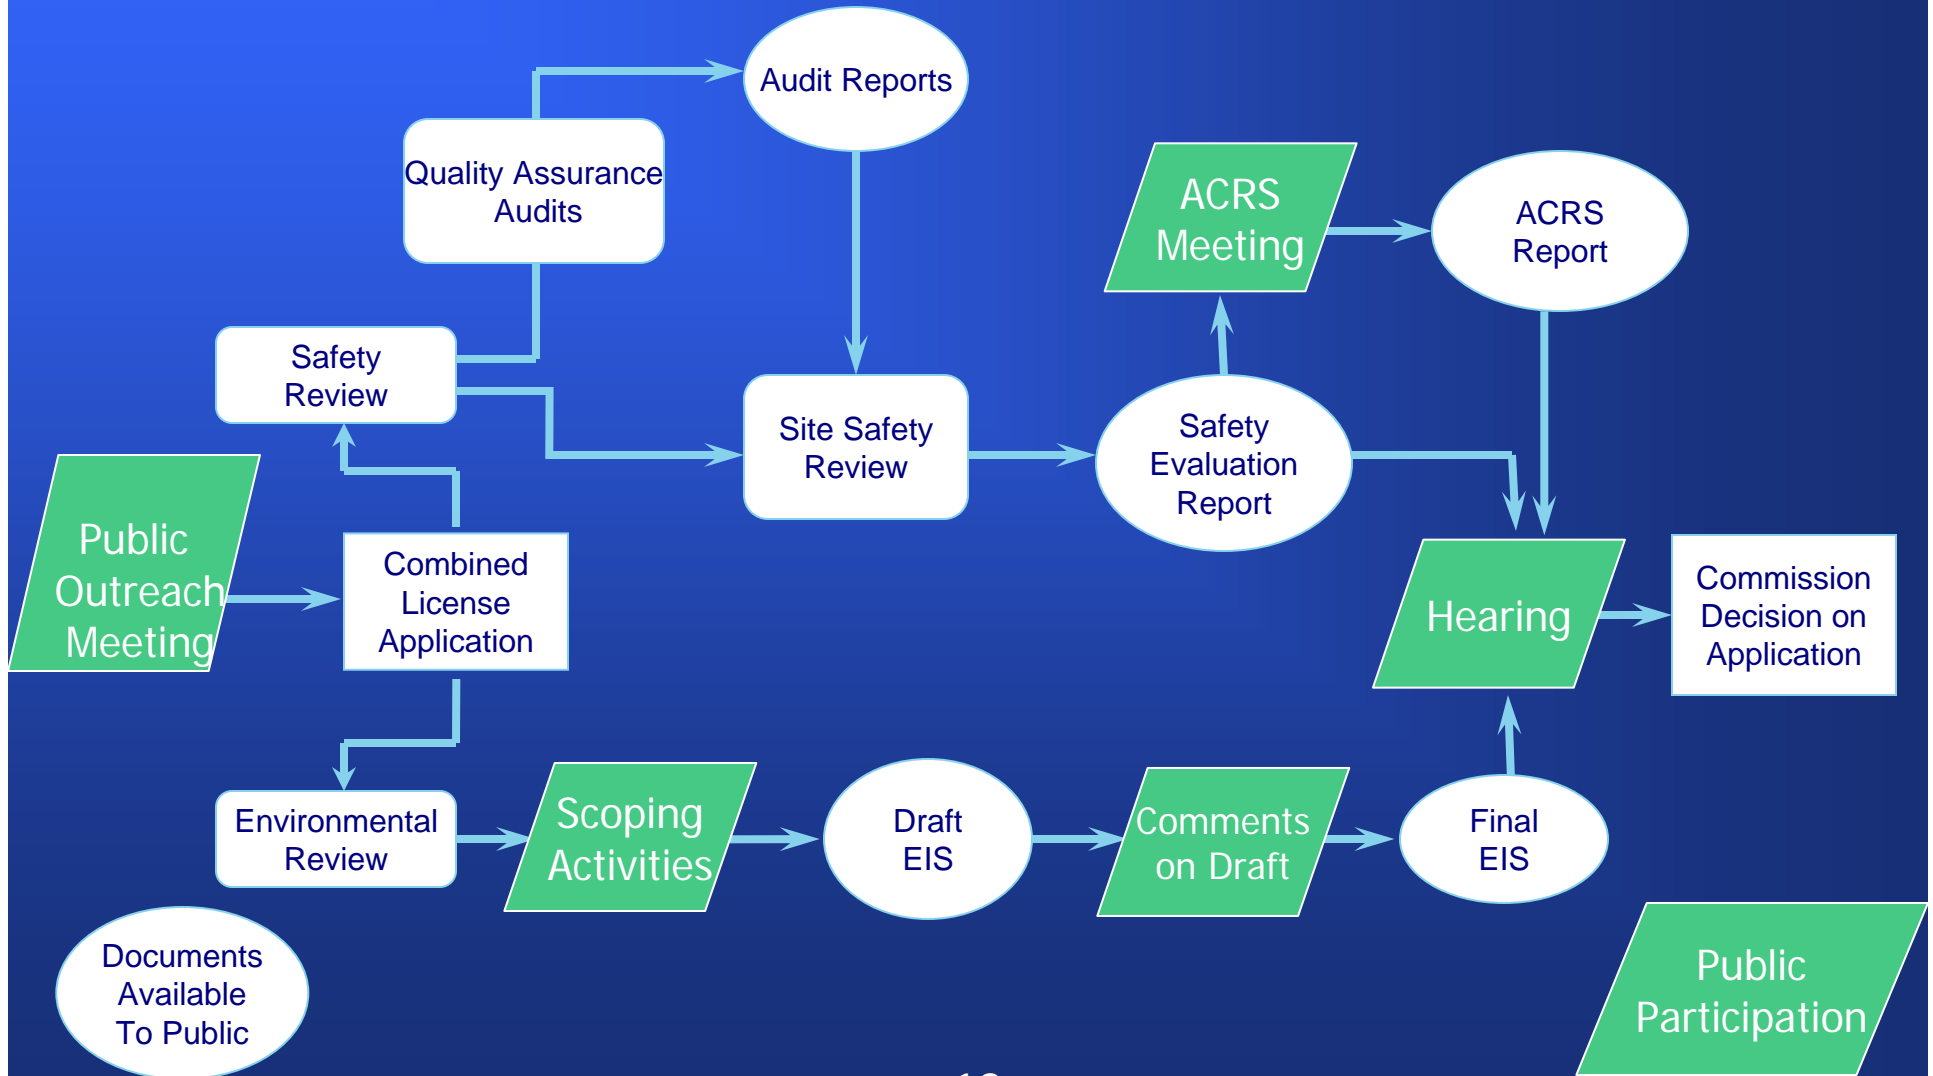 Audit Reports
Quality Assurance
Audits
ACRS
Meeting
ACRS
Report
Safety
Review
Site Safety
Review
Safety
Evaluation
Report
Public
Outreach
Meeting
Combined
License
Application
Hearing
Commission
Decision on
Application
Environmental
Review
Scoping
Activities
Draft
EIS
Comments
on Draft
Final
EIS
Documents
Available
To Public
Public
Participation